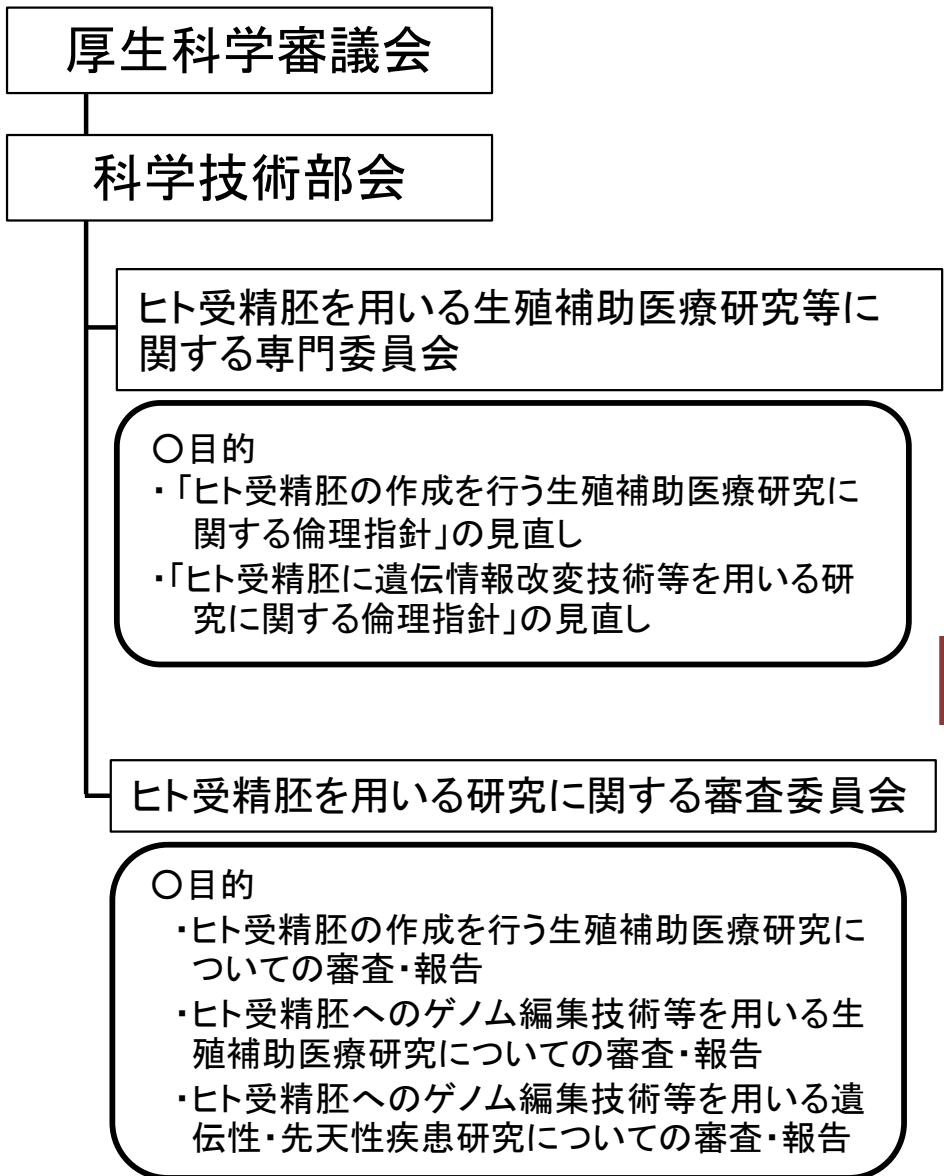 厚生科学審議会
科学技術部会
ヒト受精胚を用いる生殖補助医療研究等に
関する専門委員会
〇目的
・「ヒト受精胚の作成を行う生殖補助医療研究に
関する倫理指針」の見直し
・「ヒト受精胚に遺伝情報改変技術等を用いる研
究に関する倫理指針」の見直し
ヒト受精胚を用いる研究に関する審査委員会
〇目的
・ヒト受精胚の作成を行う生殖補助医療研究に
ついての審査・報告
・ヒト受精胚へのゲノム編集技術等を用いる生
殖補助医療研究についての審査・報告
・ヒト受精胚へのゲノム編集技術等を用いる遺
伝性・先天性疾患研究についての審査・報告